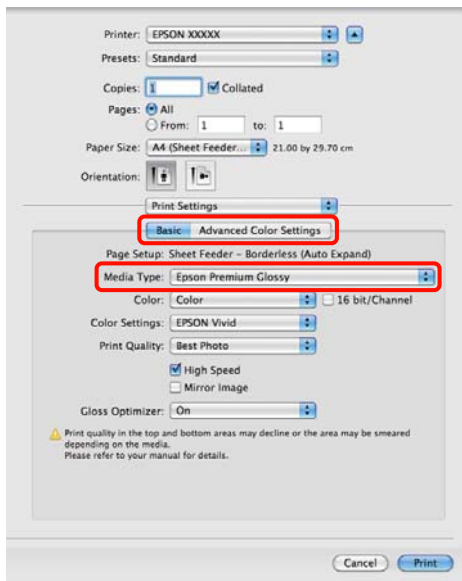 Printer: EPSON XXXXX
Presets: Standard
Copies: 1 Collated
Pages: All
From: 1 to: 1
Paper Size: A4 (Sheet Feeder... 21.00 by 29.70 cm
Orientation:
Print Settings
Basic Advanced Color Settings
Page Setup: Sheet Feeder - Borderless (Auto Expand)
Media Type: Epson Premium Glossy
Color: Color 16 bit/Channel
Color Settings: EPSON Vivid
Print Quality: Best Photo
High Speed
Mirror Image
Gloss Optimizer: On
Print quality in the top and bottom areas may decline or the area may be smeared
depending on the media.
Please refer to your manual for details.
Cancel Print